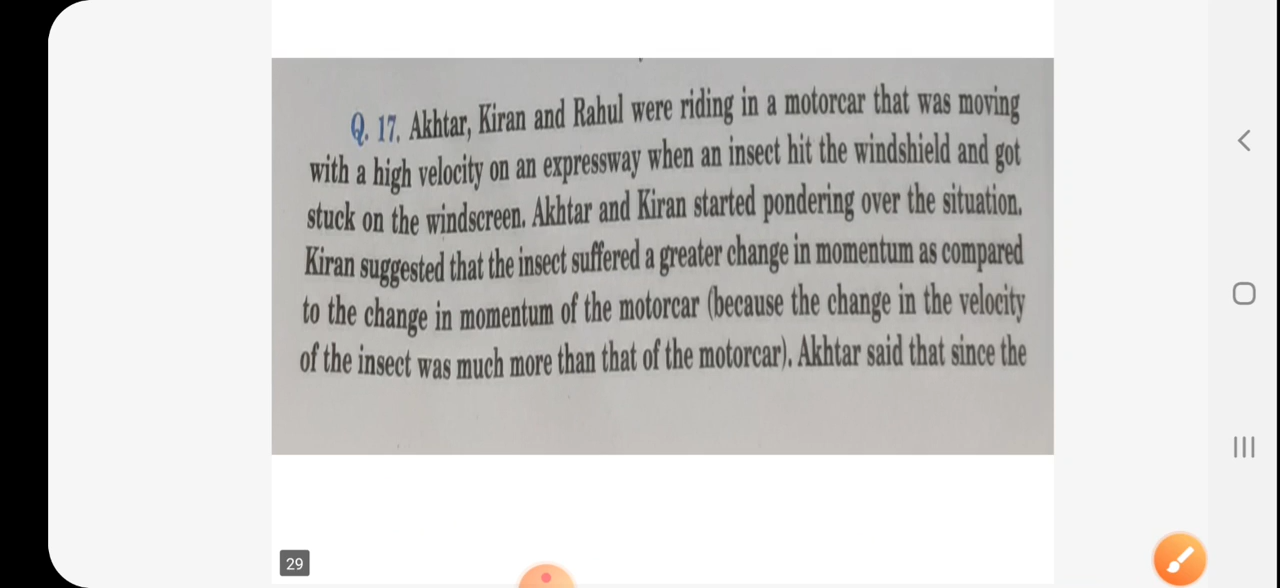 Q. 17. Akhtar, Kiran and Rahul were riding in a motorcar that was moving
with a high velocity on an expressway when an insect hit the windshield and got
stuck on the windscreen. Akhtar and Kiran started pondering over the situation.
Kiran suggested that the insect suffered a greater change in momentum as compared
to the change in momentum of the motorcar (because the change in the velocity
of the insect was much more than that of the motorcar). Akhtar said that since the
29